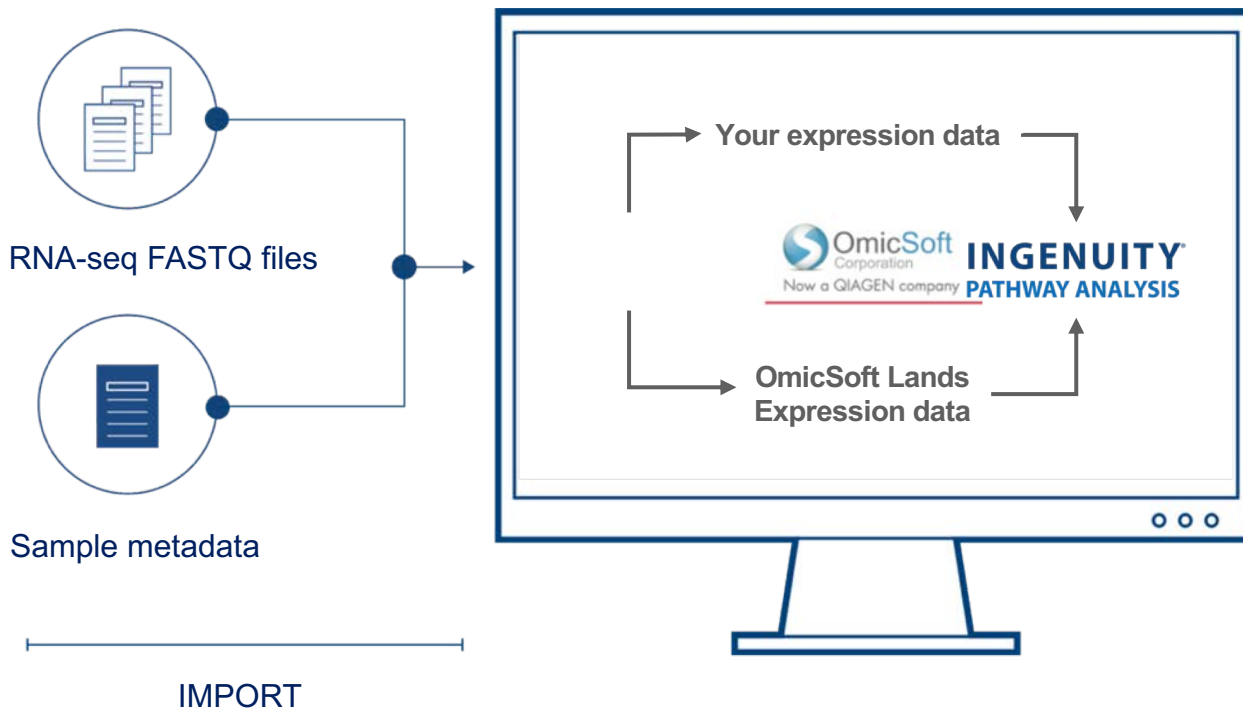 RNA-seq FASTQ files
Sample metadata
IMPORT
Your expression data
OmicSoft
Corporation
Now a QIAGEN company
INGENUITY®
PATHWAY ANALYSIS
OmicSoft Lands
Expression data